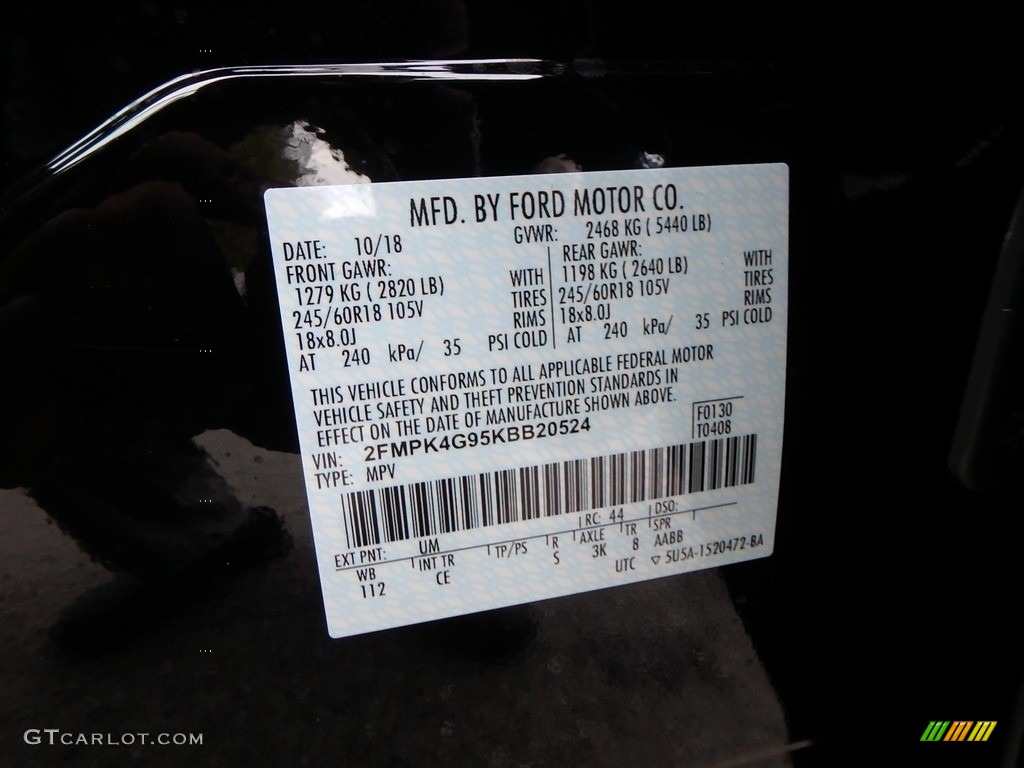 MFD. BY FORD MOTOR CO.
DATE: 10/18 GVWR: 2468 KG ( 5440 LB)
FRONT GAWR: REAR GAWR:
1279 KG ( 2820 LB) WITH 1198 KG ( 2640 LB) WITH
245/60R18 105V TIRES 245/60R18 105V TIRES
18x8.0J RIMS 18x8.0J RIMS
AT 240 kPa/ 35 PSI COLD AT 240 kPa/ 35 PSI COLD
THIS VEHICLE CONFORMS TO ALL APPLICABLE FEDERAL MOTOR
VEHICLE SAFETY AND THEFT PREVENTION STANDARDS IN
EFFECT ON THE DATE OF MANUFACTURE SHOWN ABOVE.
VIN: 2FMPK4G95KBB20524 F0130
TYPE: MPV T0408
EXT PNT: UM RC: 44 DSO:
WB INT TR TP/PS R AXLE TR SPR
112 CE S 3K 8 AABB
UTC ▽ 5U5A-1520472-BA
GTCARLOT.COM